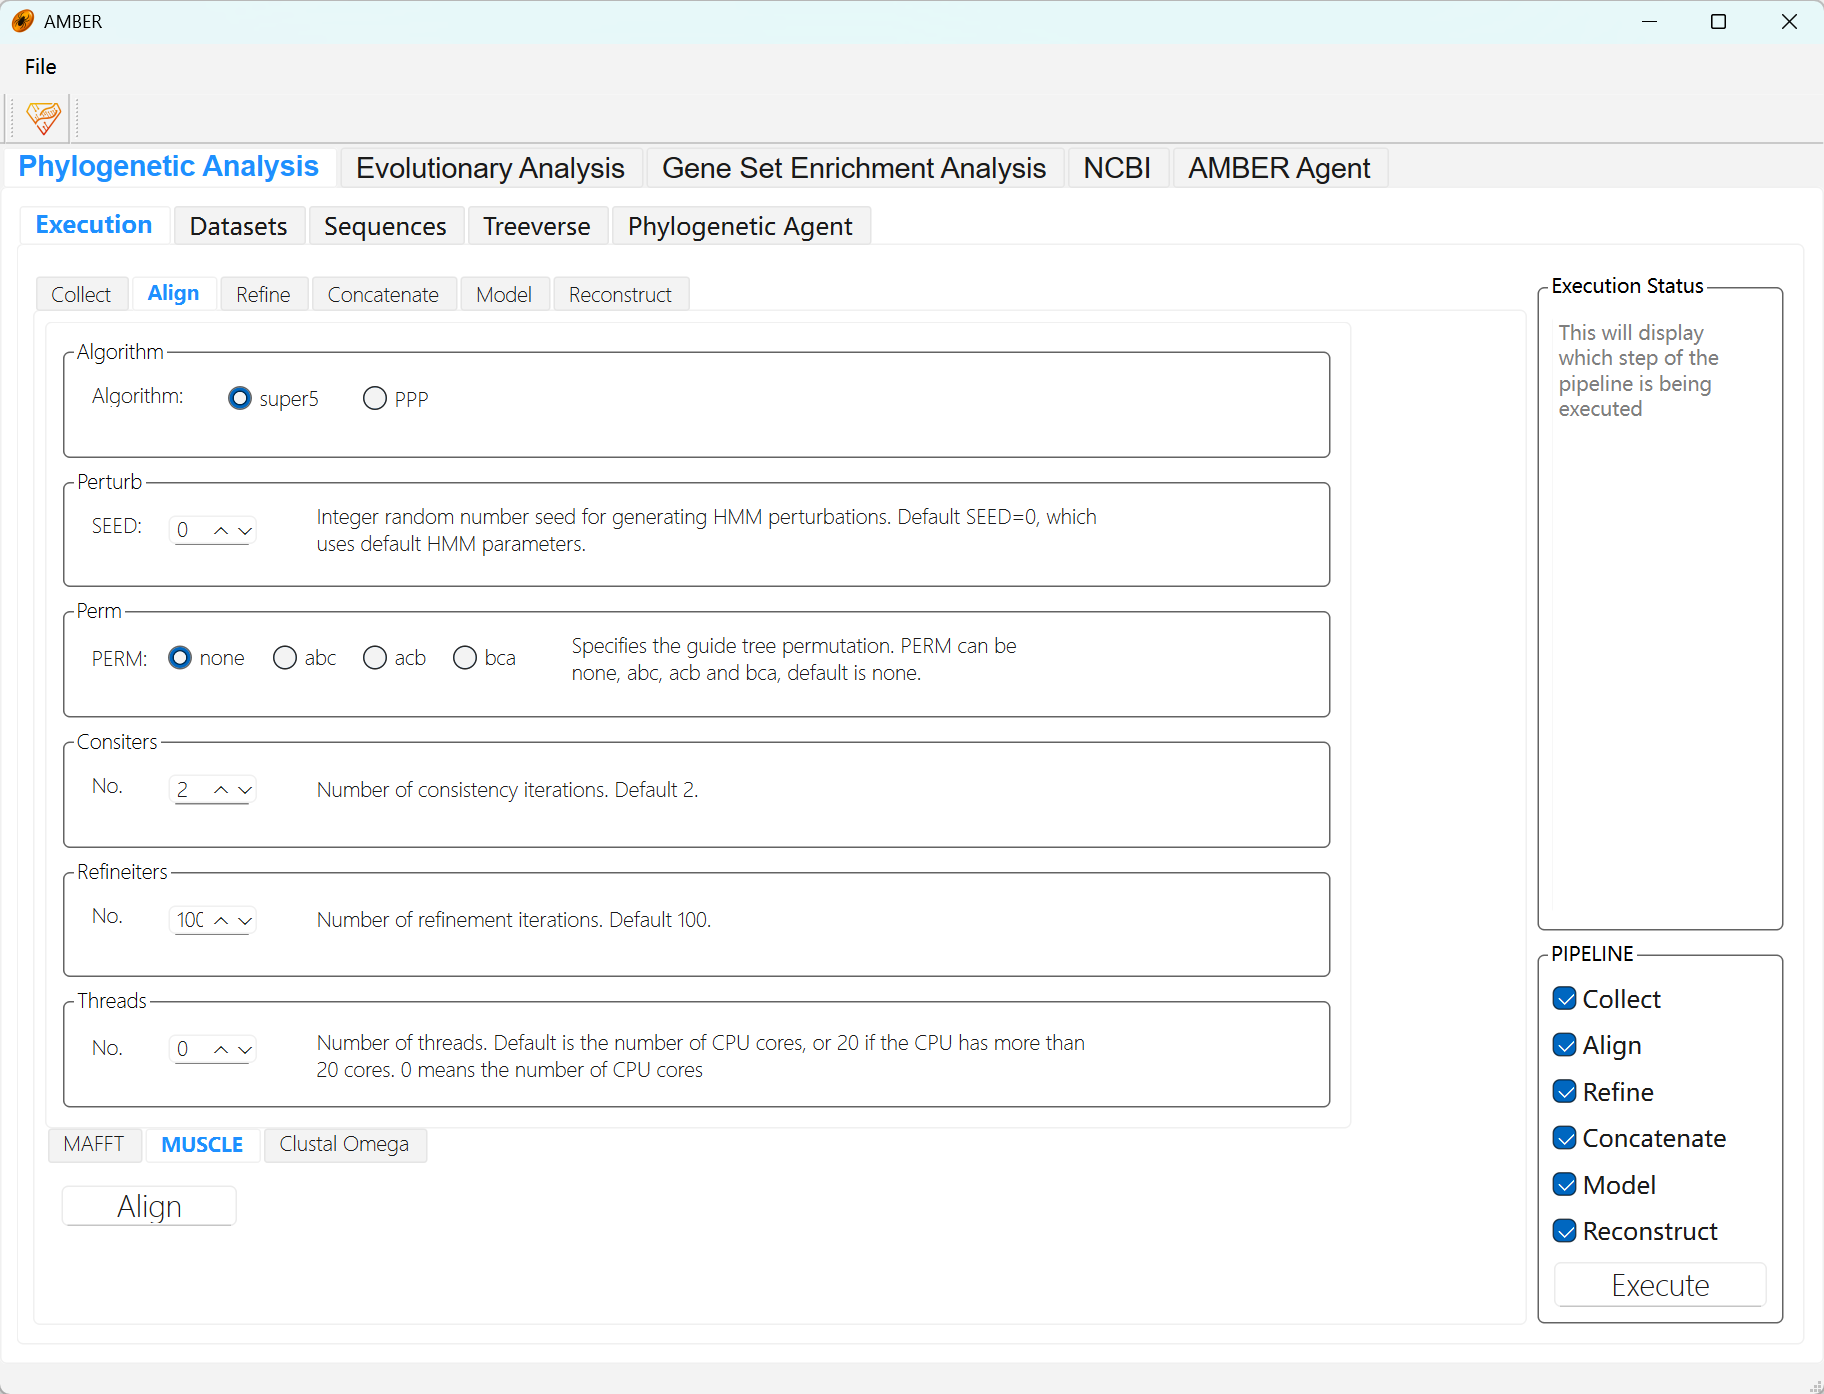 AMBER
File
Phylogenetic Analysis
Evolutionary Analysis
Gene Set Enrichment Analysis
NCBI
AMBER Agent
Execution
Datasets
Sequences
Treeverse
Phylogenetic Agent
Collect
Align
Refine
Concatenate
Model
Reconstruct
Algorithm
Algorithm:
super5
PPP
Perturb
SEED:
0
Integer random number seed for generating HMM perturbations. Default SEED=0, which
uses default HMM parameters.
Perm
PERM:
none
abc
acb
bca
Specifies the guide tree permutation. PERM can be
none, abc, acb and bca, default is none.
Consiters
No.
2
Number of consistency iterations. Default 2.
Refineiters
No.
100
Number of refinement iterations. Default 100.
Threads
No.
0
Number of threads. Default is the number of CPU cores, or 20 if the CPU has more than
20 cores. 0 means the number of CPU cores
MAFFT
MUSCLE
Clustal Omega
Align
Execution Status
This will display
which step of the
pipeline is being
executed
PIPELINE
Collect
Align
Refine
Concatenate
Model
Reconstruct
Execute